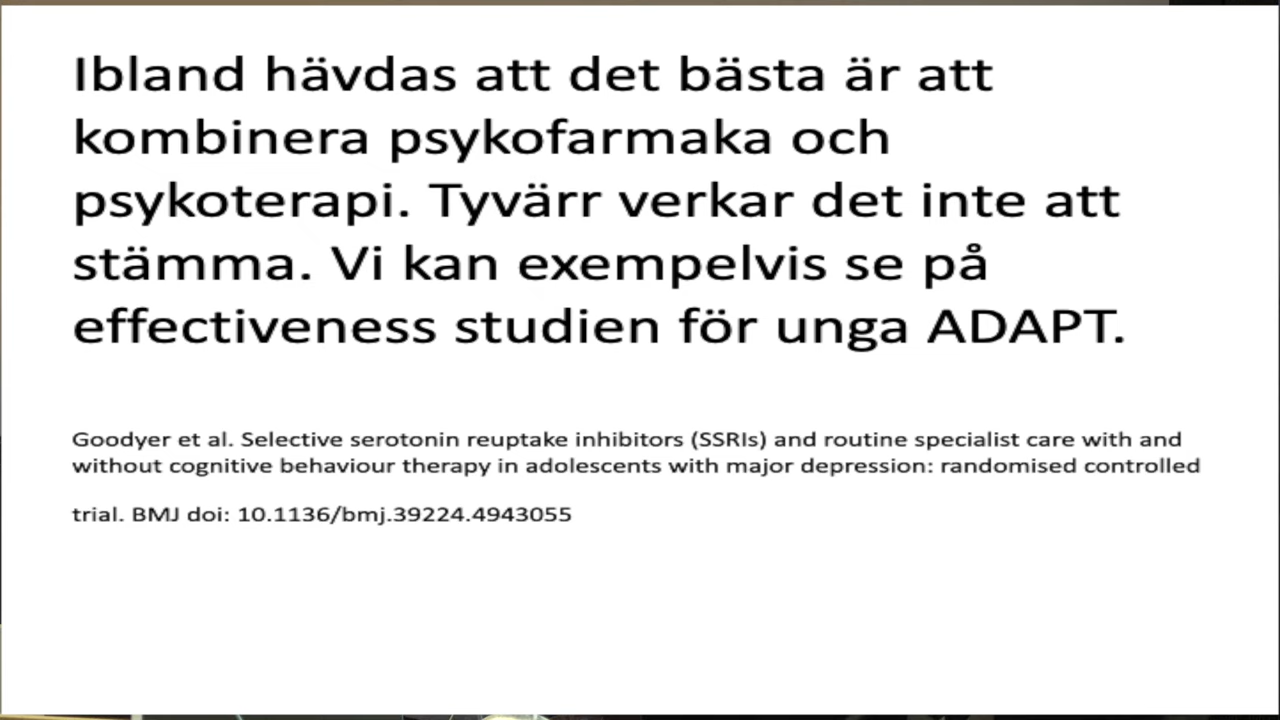 Ibland hävdas att det bästa är att
kombinera psykofarmaka och
psykoterapi. Tyvärr verkar det inte att
stämma. Vi kan exempelvis se på
effectiveness studien för unga ADAPT.
Goodyer et al. Selective serotonin reuptake inhibitors (SSRIs) and routine specialist care with and
without cognitive behaviour therapy in adolescents with major depression: randomised controlled
trial. BMJ doi: 10.1136/bmj.39224.4943055